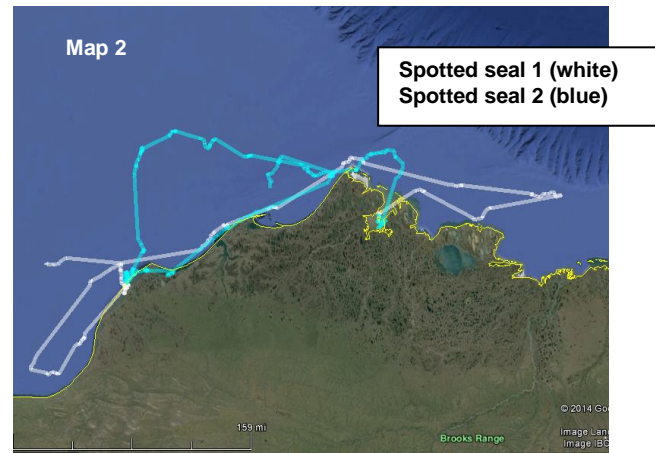 Map 2
Spotted seal 1 (white)
Spotted seal 2 (blue)
159 mi
© 2014 Goo
Image Lan
Image IBC
Brooks Range